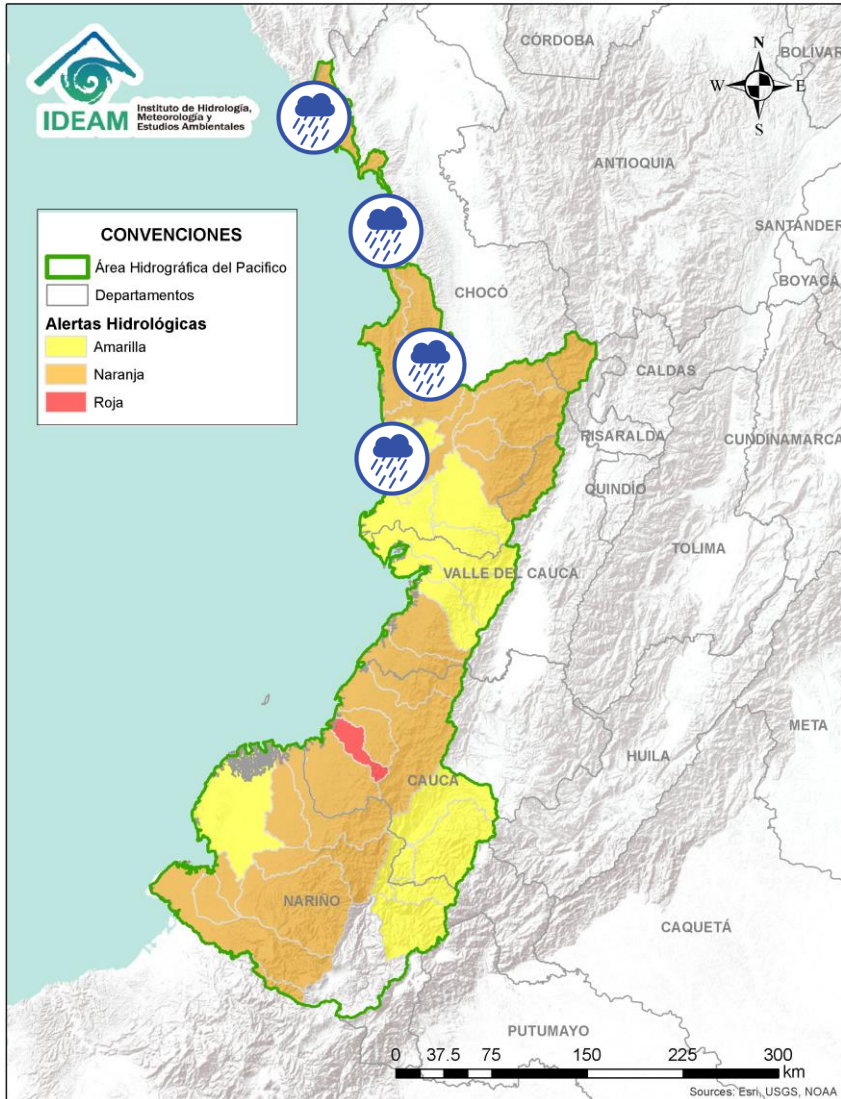 IDEAM
Instituto de Hidrología,
Meteorología y
Estudios Ambientales
N
W E
S
CÓRDOBA
BOLÍVAR
ANTIOQUIA
SANTANDER
BOYACÁ
CHOCÓ
CALDAS
RISARALDA
CUNDINAMARCA
QUINDÍO
TOLIMA
VALLE DEL CAUCA
META
HUILA
CAUCA
NARIÑO
CAQUETÁ
PUTUMAYO
CONVENCIONES
Área Hidrográfica del Pacifico
Departamentos
Alertas Hidrológicas
Amarilla
Naranja
Roja
0 37.5 75 150 225 300
km
Sources: Esri, USGS, NOAA